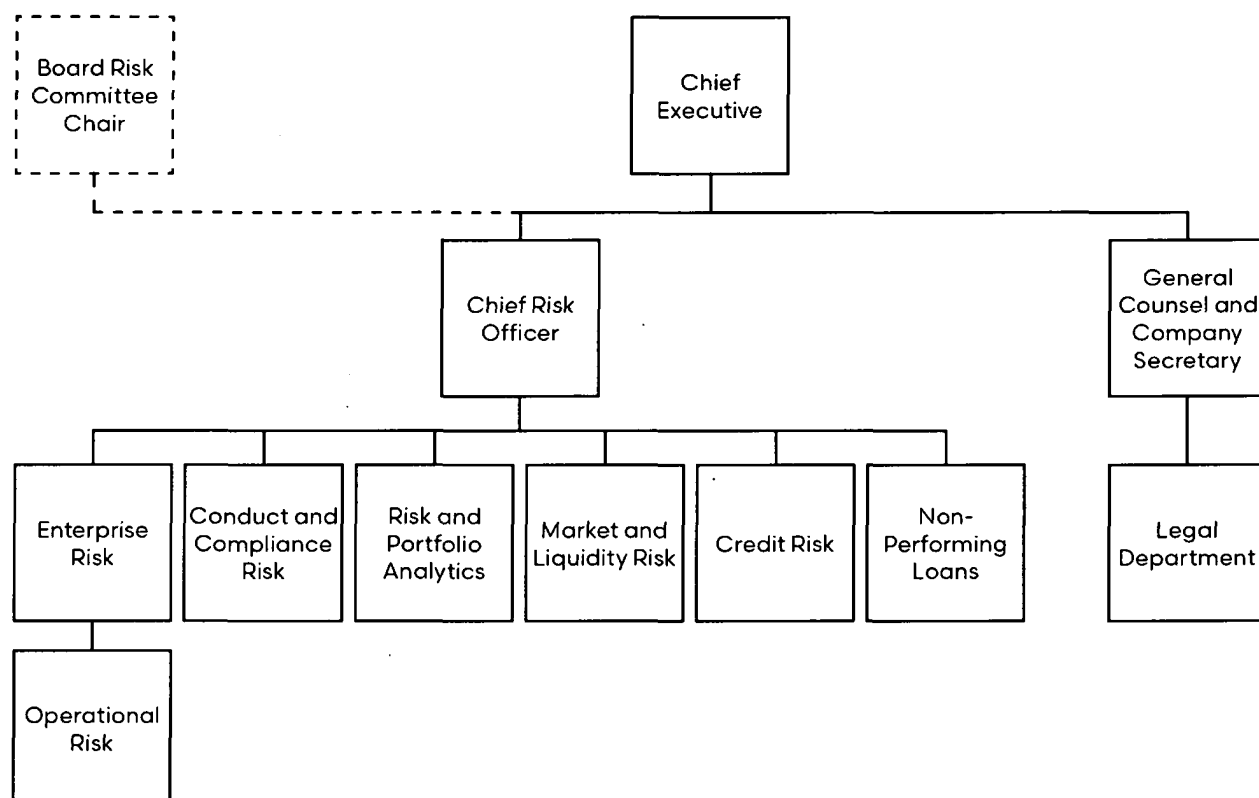 Board Risk
Committee
Chair
Chief
Executive
Chief Risk
Officer
General
Counsel and
Company
Secretary
Enterprise
Risk
Conduct and
Compliance
Risk
Risk and
Portfolio
Analytics
Market and
Liquidity Risk
Credit Risk
Non-
Performing
Loans
Legal
Department
Operational
Risk